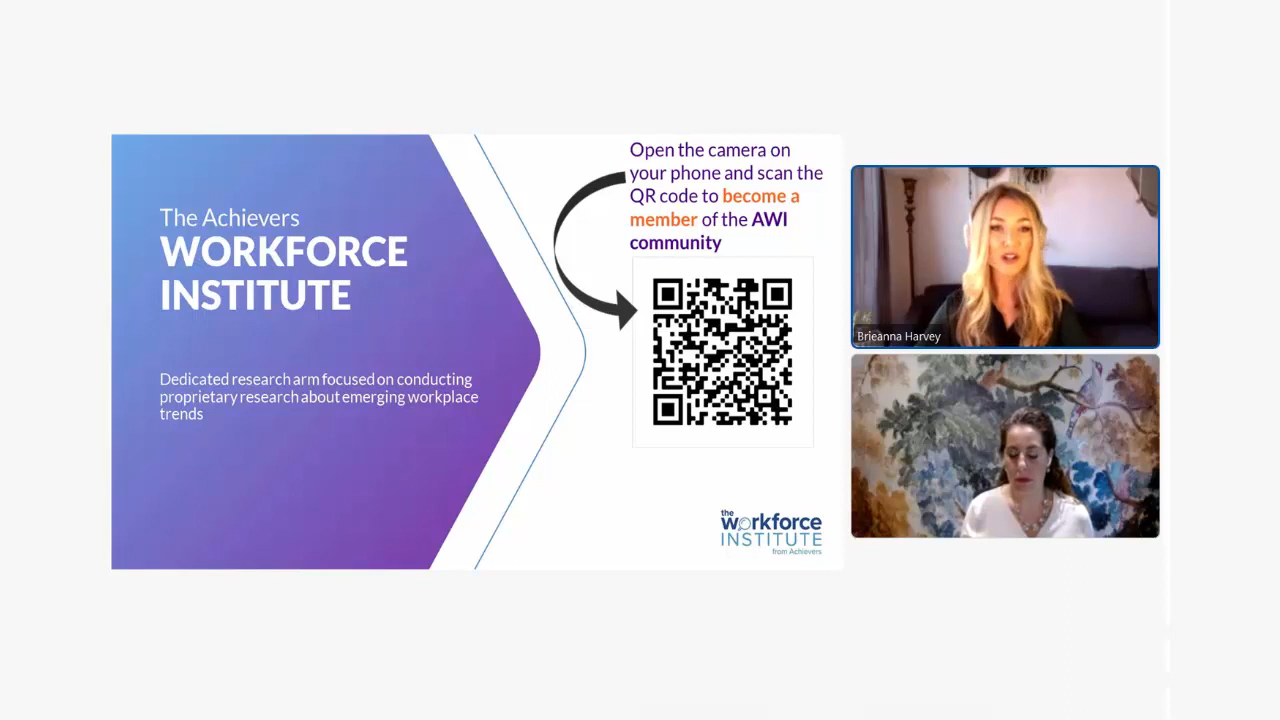 The Achievers
WORKFORCE
INSTITUTE
Dedicated research arm focused on conducting
proprietary research about emerging workplace
trends
Open the camera on
your phone and scan the
QR code to become a
member of the AWI
community
the
workforce
INSTITUTE
from Achievers
Brieanna Harvey